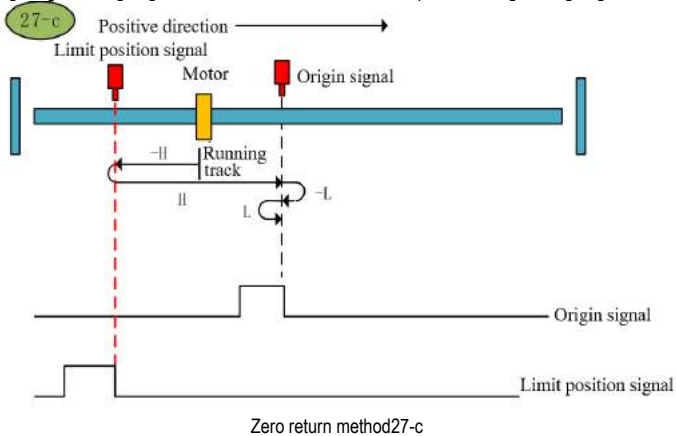 27-c
Positive direction
Limit position signal
Motor
Origin signal
-H
Running
track
H
-L
L
Origin signal
Limit position signal
Zero return method27-c